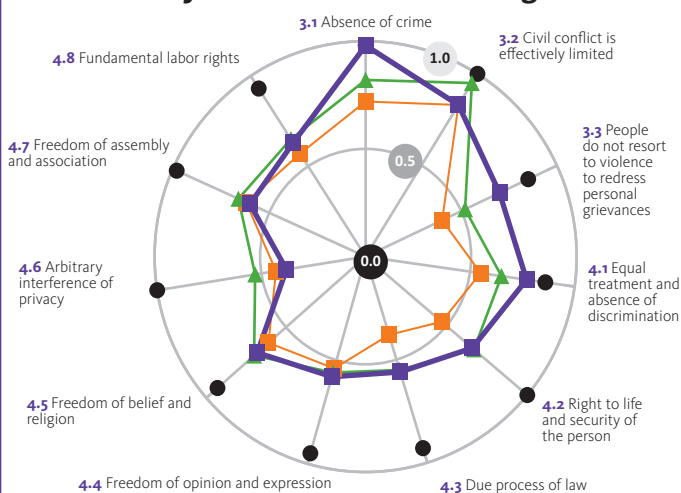 3.1 Absence of crime
3.2 Civil conflict is
effectively limited
1.0
4.8 Fundamental labor rights
3.3 People
do not resort
to violence
to redress
personal
grievances
4.7 Freedom of assembly
and association
0.5
0.0
4.6 Arbitrary
interference of
privacy
4.1 Equal
treatment and
absence of
discrimination
4.5 Freedom of belief and
religion
4.2 Right to life
and security of
the person
4.4 Freedom of opinion and expression
4.3 Due process of law